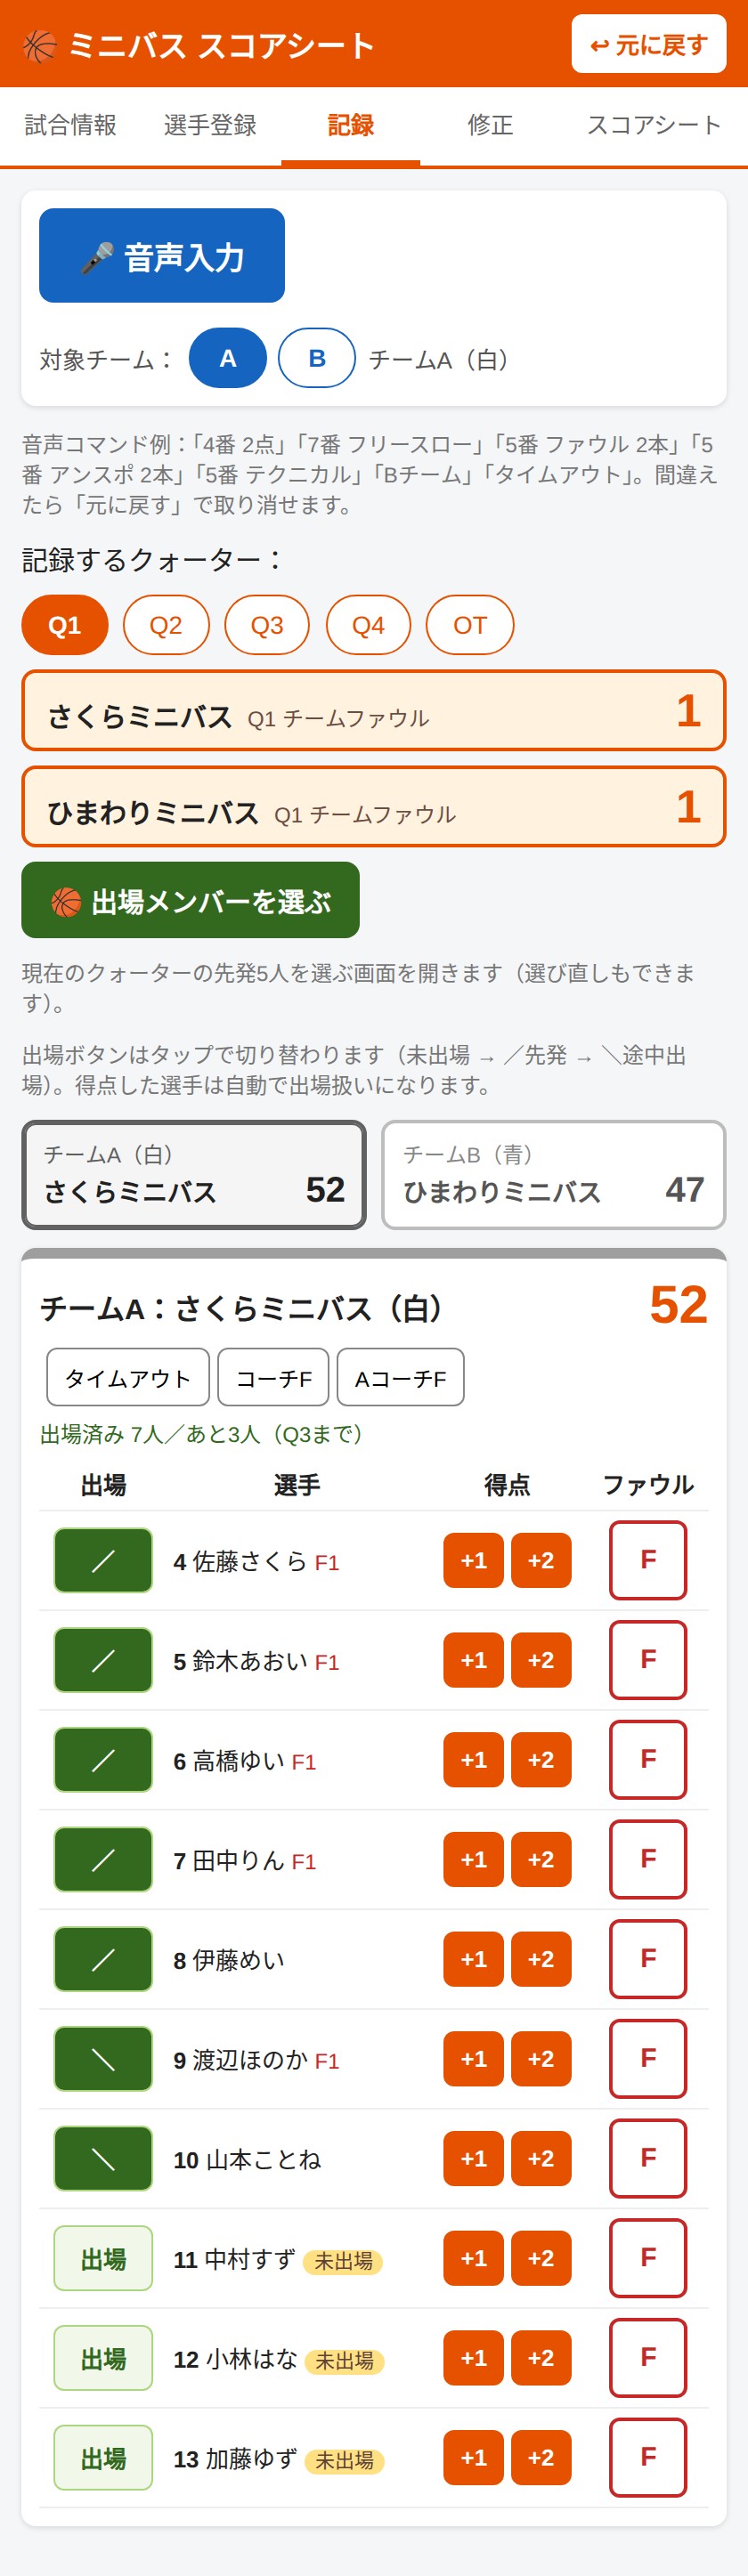 🏀 ミニバス スコアシート
↩ 元に戻す
試合情報 選手登録 記録 修正 スコアシート
🎤 音声入力
対象チーム： A B チームA（白）
音声コマンド例：「4番 2点」「7番 フリースロー」「5番 ファウル 2本」「5
番 アンスポ 2本」「5番 テクニカル」「Bチーム」「タイムアウト」。間違え
たら「元に戻す」で取り消せます。
記録するクォーター：
Q1 Q2 Q3 Q4 OT
さくらミニバス Q1 チームファウル 1
ひまわりミニバス Q1 チームファウル 1
🏀 出場メンバーを選ぶ
現在のクォーターの先発5人を選ぶ画面を開きます（選び直しもできま
す）。
出場ボタンはタップで切り替わります（未出場 → ／先発 → ＼途中出
場）。得点した選手は自動で出場扱いになります。
チームA（白）
さくらミニバス 52
チームB（青）
ひまわりミニバス 47
チームA：さくらミニバス（白） 52
タイムアウト コーチF AコーチF
出場済み 7人／あと3人（Q3まで）
出場 選手 得点 ファウル
／ 4 佐藤さくら F1 +1 +2 F
／ 5 鈴木あおい F1 +1 +2 F
／ 6 高橋ゆい F1 +1 +2 F
／ 7 田中りん F1 +1 +2 F
／ 8 伊藤めい +1 +2 F
＼ 9 渡辺ほのか F1 +1 +2 F
＼ 10 山本ことね +1 +2 F
出場 11 中村すず 未出場 +1 +2 F
出場 12 小林はな 未出場 +1 +2 F
出場 13 加藤ゆず 未出場 +1 +2 F